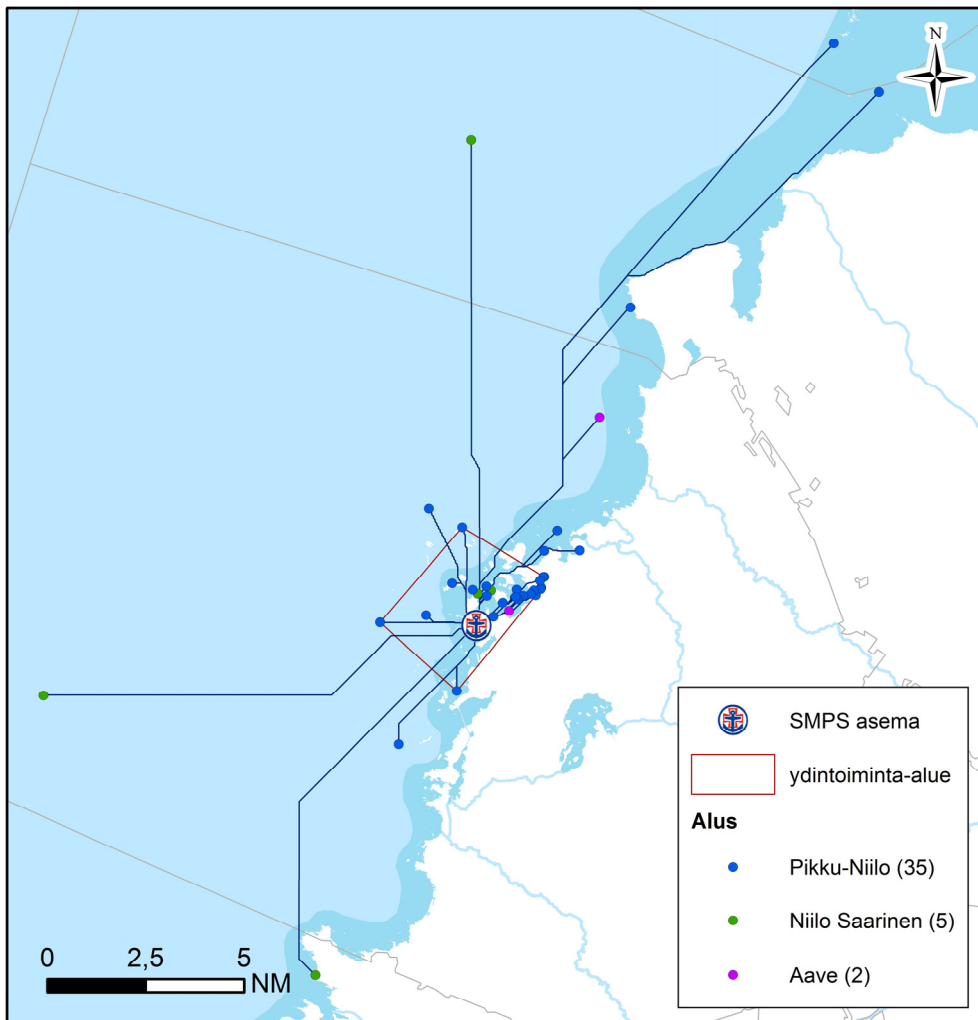 N
SMPS asema
ydintoiminta-alue
Alus
Pikku-Niilo (35)
Niilo Saarinen (5)
Aave (2)
0 2,5 5
NM